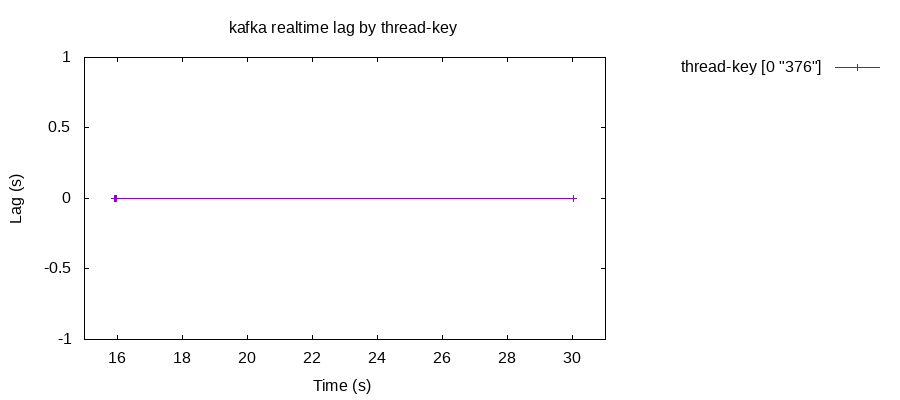 kafka realtime lag by thread-key
thread-key [0 "376"]
1
0.5
0
-0.5
-1
Lag (s)
16 18 20 22 24 26 28 30
Time (s)